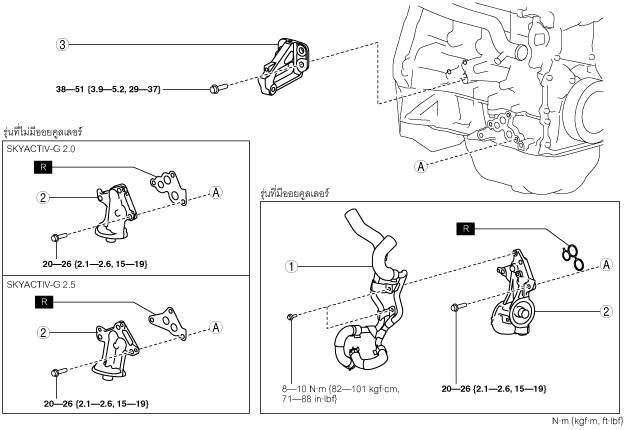 3
38—51 {3.9—5.2, 29—37}
A
รุ่นที่ไม่มีออยคูลเลอร์
SKYACTIV-G 2.0
R
2
A
20—26 {2.1—2.6, 15—19}
SKYACTIV-G 2.5
R
2
A
20—26 {2.1—2.6, 15—19}
รุ่นที่มีออยคูลเลอร์
R
1
A
2
8—10 N·m {82—101 kgf·cm,
71—88 in·lbf}
20—26 {2.1—2.6, 15—19}
N·m {kgf·m, ft·lbf}